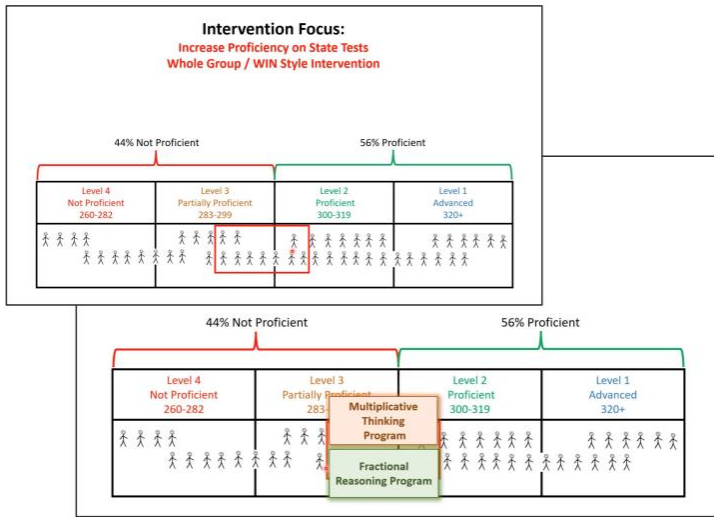 Intervention Focus:
Increase Proficiency on State Tests
Whole Group / WIN Style Intervention
44% Not Proficient
56% Proficient
Level 4
Not Proficient
260-282
Level 3
Partially Proficient
283-299
Level 2
Proficient
300-319
Level 1
Advanced
320+
44% Not Proficient
56% Proficient
Level 4
Not Proficient
260-282
Level 3
Partially Proficient
283-
Level 2
Proficient
300-319
Level 1
Advanced
320+
Multiplicative
Thinking
Program
Fractional
Reasoning Program